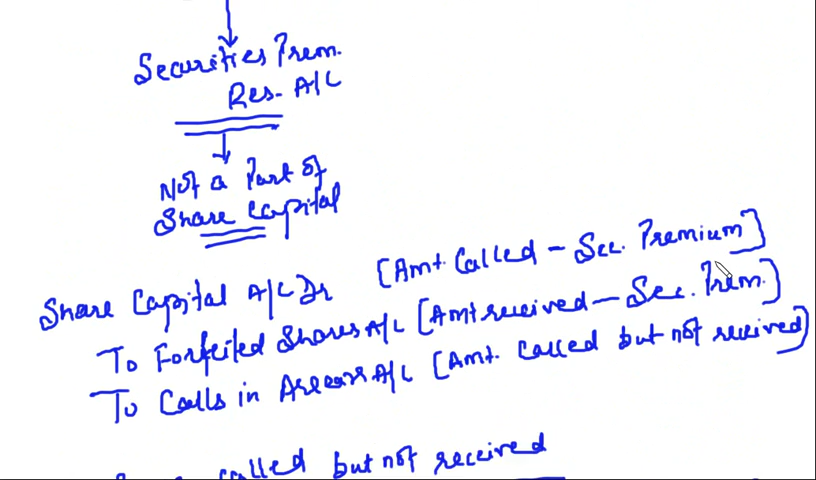 Securities Prem.
Res. A/C
Not a Part of
Share Capital
Share Capital A/C Dr [Amt. Called - Sec. Premium]
To Forfeited Shares A/C [Amt received - Sec. Prem.]
To Calls in Arrears A/C [Amt. Called but not received]
called but not received